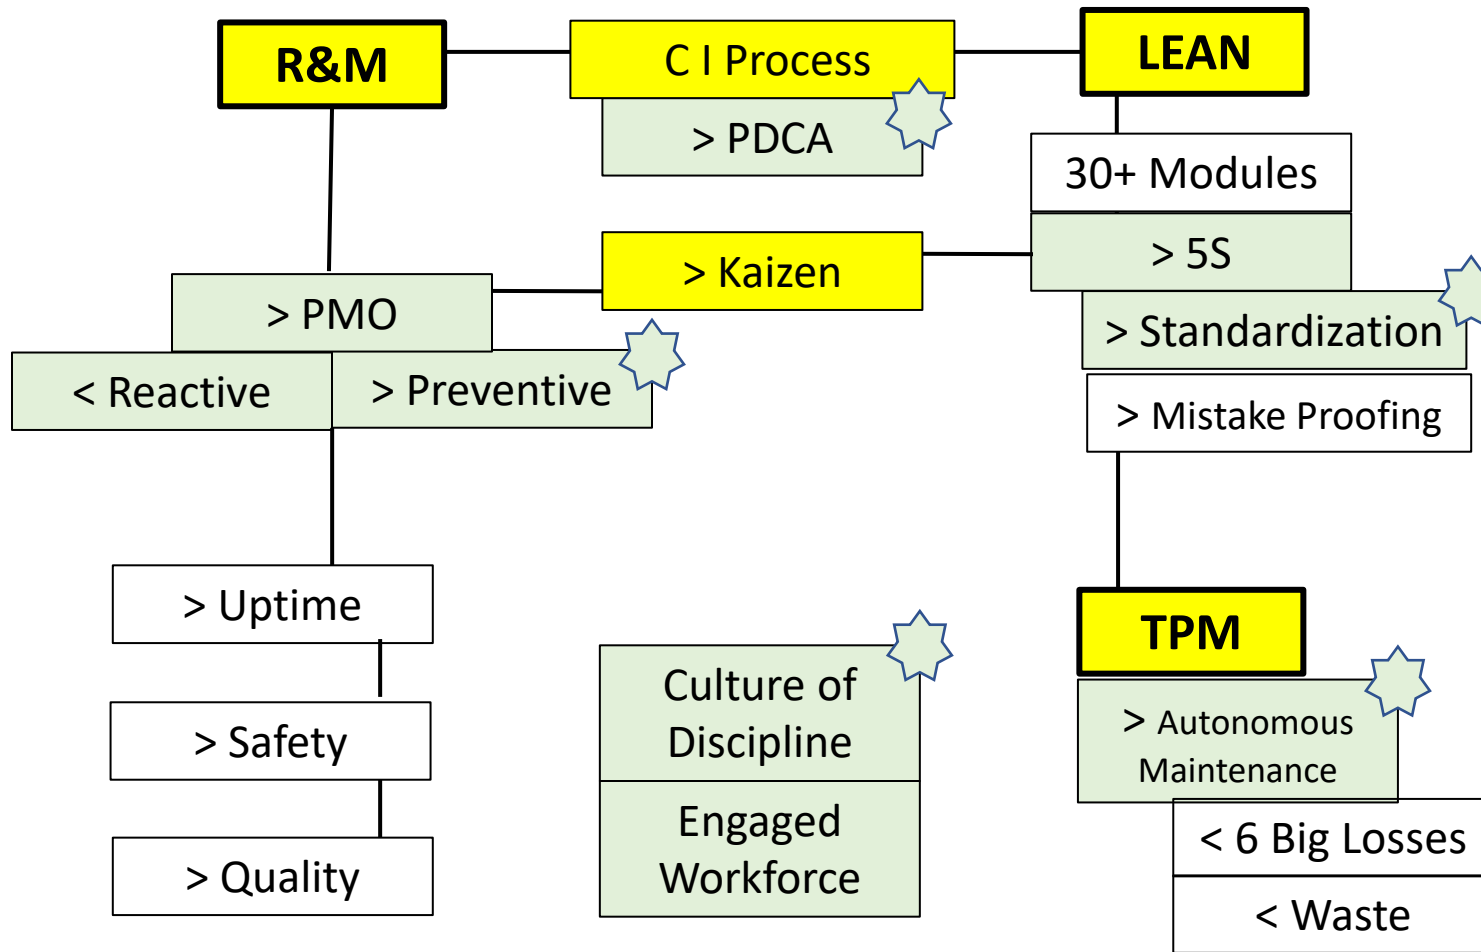 R&M
C I Process
LEAN
> PDCA
30+ Modules
> 5S
> Kaizen
> PMO
> Standardization
< Reactive
> Preventive
> Mistake Proofing
> Uptime
TPM
Culture of
Discipline
> Autonomous
Maintenance
> Safety
Engaged
Workforce
< 6 Big Losses
> Quality
< Waste